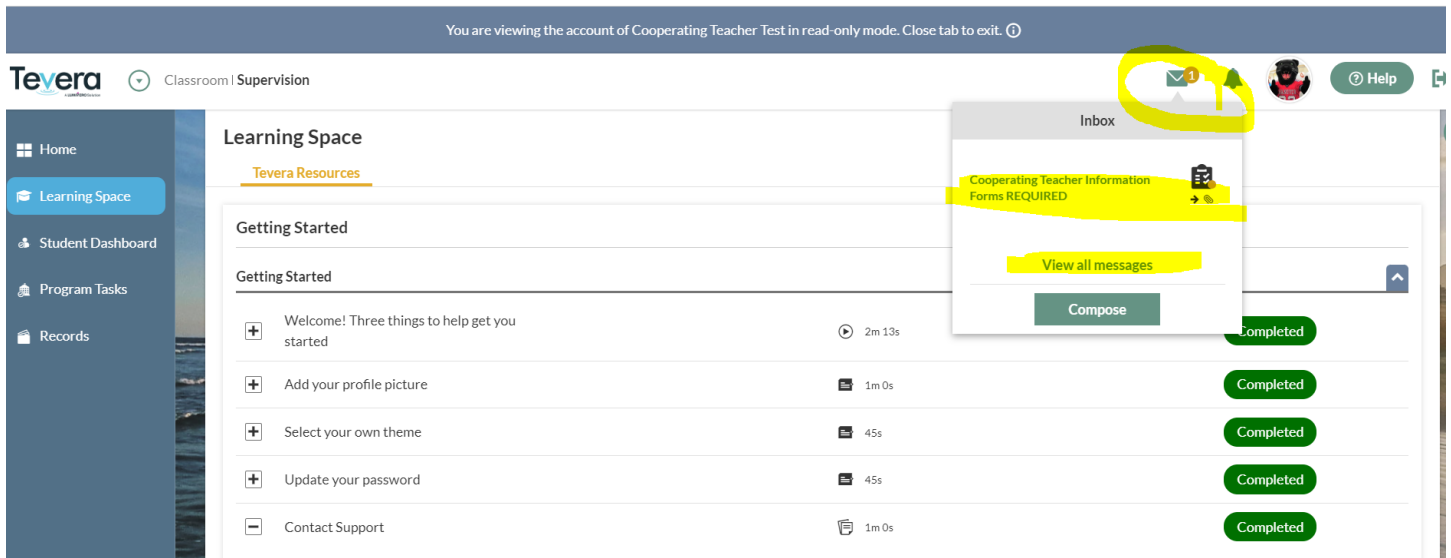 You are viewing the account of Cooperating Teacher Test in read-only mode. Close tab to exit.
Tevera
Classroom | Supervision
1
Help
Inbox
Cooperating Teacher Information
Forms REQUIRED
View all messages
Compose
Home
Learning Space
Student Dashboard
Program Tasks
Records
Learning Space
Tevera Resources
Getting Started
Getting Started
Welcome! Three things to help get you
started
2m 13s
Completed
Add your profile picture
1m 0s
Completed
Select your own theme
45s
Completed
Update your password
45s
Completed
Contact Support
1m 0s
Completed